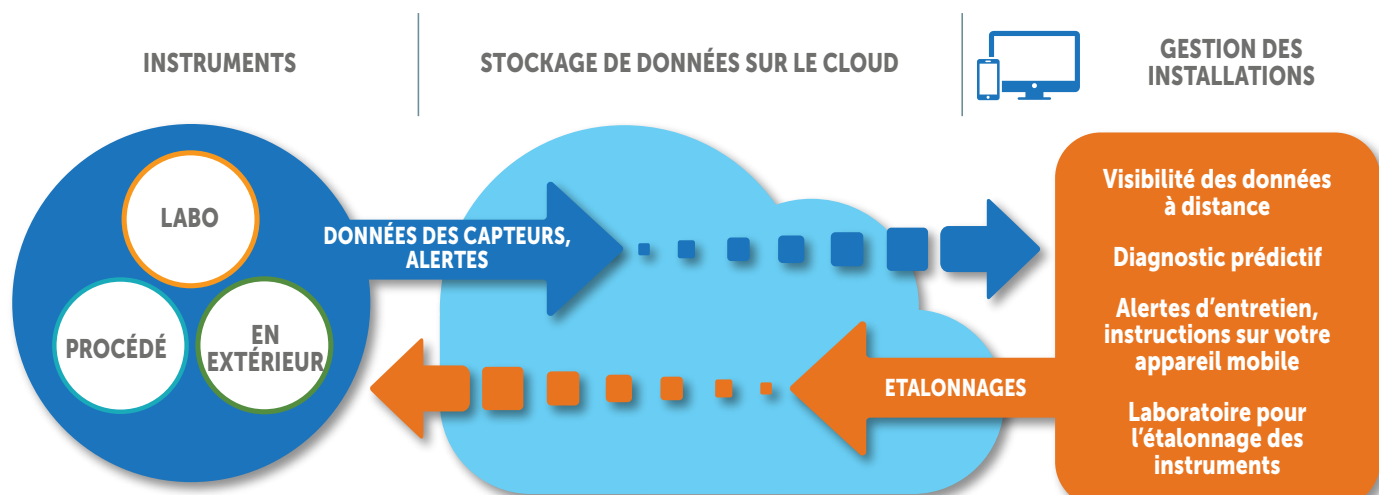 INSTRUMENTS
STOCKAGE DE DONNÉES SUR LE CLOUD
GESTION DES
INSTALLATIONS
LABO
PROCÉDÉ
EN
EXTÉRIEUR
DONNÉES DES CAPTEURS,
ALERTES
ETALONNAGES
Visibilité des données
à distance
Diagnostic prédictif
Alertes d’entretien,
instructions sur votre
appareil mobile
Laboratoire pour
l’étalonnage des
instruments